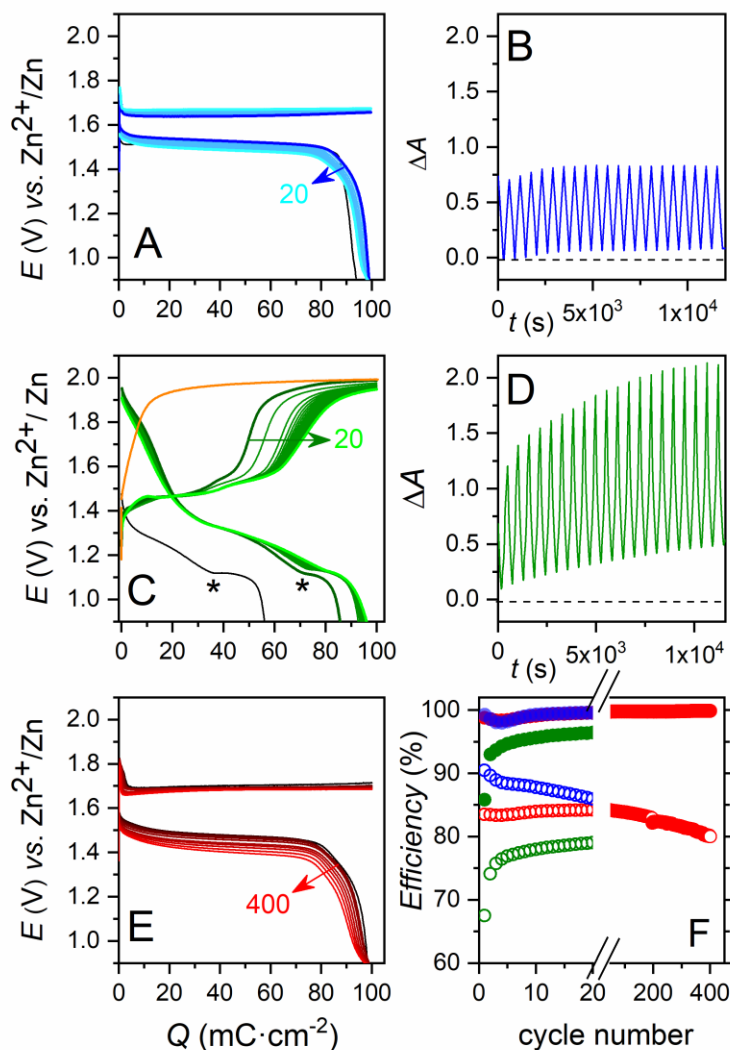 2.0
1.8
1.6
1.4
1.2
1.0
E (V) vs. Zn²⁺/Zn
20
A
0 20 40 60 80 100
B
2.0
1.5
1.0
0.5
0.0
ΔA
0 t (s) 5x10³ 1x10⁴
2.0
1.8
1.6
1.4
1.2
1.0
E (V) vs. Zn²⁺/ Zn
20
C
* *
0 20 40 60 80 100
D
2.0
1.5
1.0
0.5
0.0
ΔA
0 t (s) 5x10³ 1x10⁴
2.0
1.8
1.6
1.4
1.2
1.0
E (V) vs. Zn²⁺/Zn
400
E
0 20 40 60 80 100
Q (mC·cm⁻²)
100
90
80
70
60
Efficiency (%)
F
0 10 20 200 400
cycle number